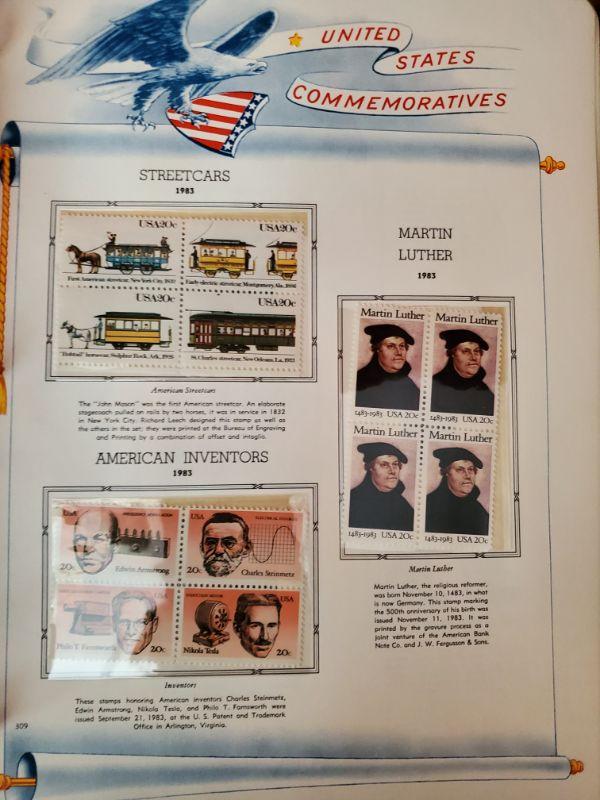 UNITED
STATES
COMMEMORATIVES
STREETCARS
1983
USA20c
USA20c
First American streetcar, New York City, 1832
Early electric streetcar, Montgomery, Ala., 1886
USA20c
USA20c
"Bobtail" horsecar, Sulphur Rock, Ark., 1926
St. Charles streetcar, New Orleans, La., 1923
American Streetcars
The "John Mason" was the first American streetcar. An elaborate
stagecoach pulled on rails by two horses, it was in service in 1832
in New York City. Richard Leech designed this stamp as well as
the others in the set; they were printed at the Bureau of Engraving
and Printing by a combination of offset and intaglio.
AMERICAN INVENTORS
1983
USA
FREQUENCY MODULATION
20c
Edwin Armstrong
USA
ELECTRICAL THEORIES
Charles Steinmetz
20c
Philo T. Farnsworth
20c
INDUCTION MOTOR
USA
Nikola Tesla
20c
Inventors
These stamps honoring American inventors Charles Steinmetz,
Edwin Armstrong, Nikola Tesla, and Philo T. Farnsworth were
issued September 21, 1983, at the U. S. Patent and Trademark
Office in Arlington, Virginia.
309
MARTIN
LUTHER
1983
Martin Luther
Martin Luther
1483-1983 USA 20c
1483-1983 USA 20c
Martin Luther
Martin Luther
1483-1983 USA 20c
1483-1983 USA 20c
Martin Luther
Martin Luther, the religious reformer,
was born November 10, 1483, in what
is now Germany. This stamp marking
the 500th anniversary of his birth was
issued November 11, 1983. It was
printed by the gravure process as a
joint venture of the American Bank
Note Co. and J. W. Fergusson & Sons.